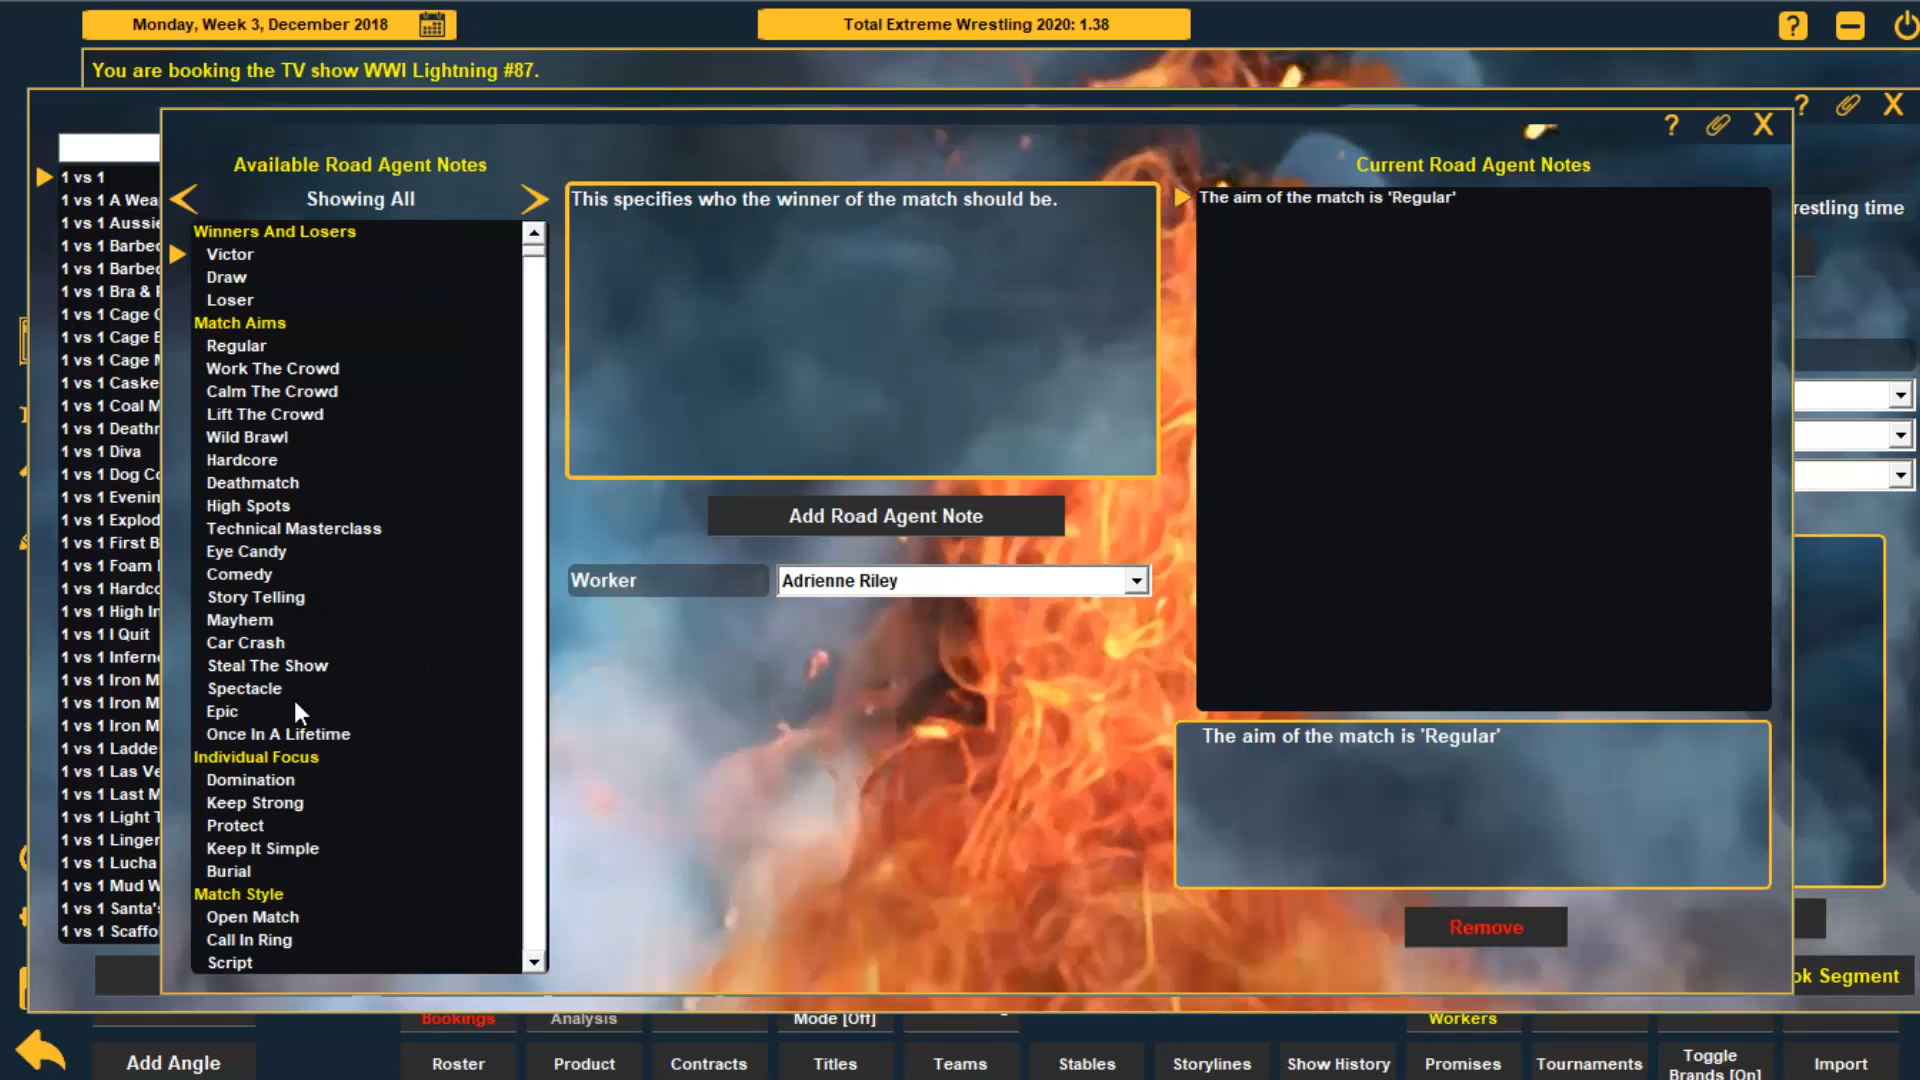 Monday, Week 3, December 2018
Total Extreme Wrestling 2020: 1.38
You are booking the TV show WWI Lightning #87.
1 vs 1
1 vs 1 A Wea
1 vs 1 Aussie
1 vs 1 Barbe
1 vs 1 Barbe
1 vs 1 Bra &
1 vs 1 Cage
1 vs 1 Cage
1 vs 1 Cage
1 vs 1 Caske
1 vs 1 Coal
1 vs 1 Death
1 vs 1 Diva
1 vs 1 Dog
1 vs 1 Evenin
1 vs 1 Explod
1 vs 1 First
1 vs 1 Foam
1 vs 1 Hardc
1 vs 1 High
1 vs 1 I Quit
1 vs 1 Infern
1 vs 1 Iron
1 vs 1 Iron
1 vs 1 Iron
1 vs 1 Ladde
1 vs 1 Las Ve
1 vs 1 Last
1 vs 1 Light
1 vs 1 Linger
1 vs 1 Lucha
1 vs 1 Mud
1 vs 1 Santa'
1 vs 1 Scaffo
Available Road Agent Notes
Showing All
Winners And Losers
Victor
Draw
Loser
Match Aims
Regular
Work The Crowd
Calm The Crowd
Lift The Crowd
Wild Brawl
Hardcore
Deathmatch
High Spots
Technical Masterclass
Eye Candy
Comedy
Story Telling
Mayhem
Car Crash
Steal The Show
Spectacle
Epic
Once In A Lifetime
Individual Focus
Domination
Keep Strong
Protect
Keep It Simple
Burial
Match Style
Open Match
Call In Ring
Script
This specifies who the winner of the match should be.
Add Road Agent Note
Worker
Adrienne Riley
Current Road Agent Notes
The aim of the match is 'Regular'
The aim of the match is 'Regular'
Remove
restling time
ok Segment
Bookings
Analysis
Mode [Off]
Workers
Add Angle
Roster
Product
Contracts
Titles
Teams
Stables
Storylines
Show History
Promises
Tournaments
Toggle
Brands [On]
Import